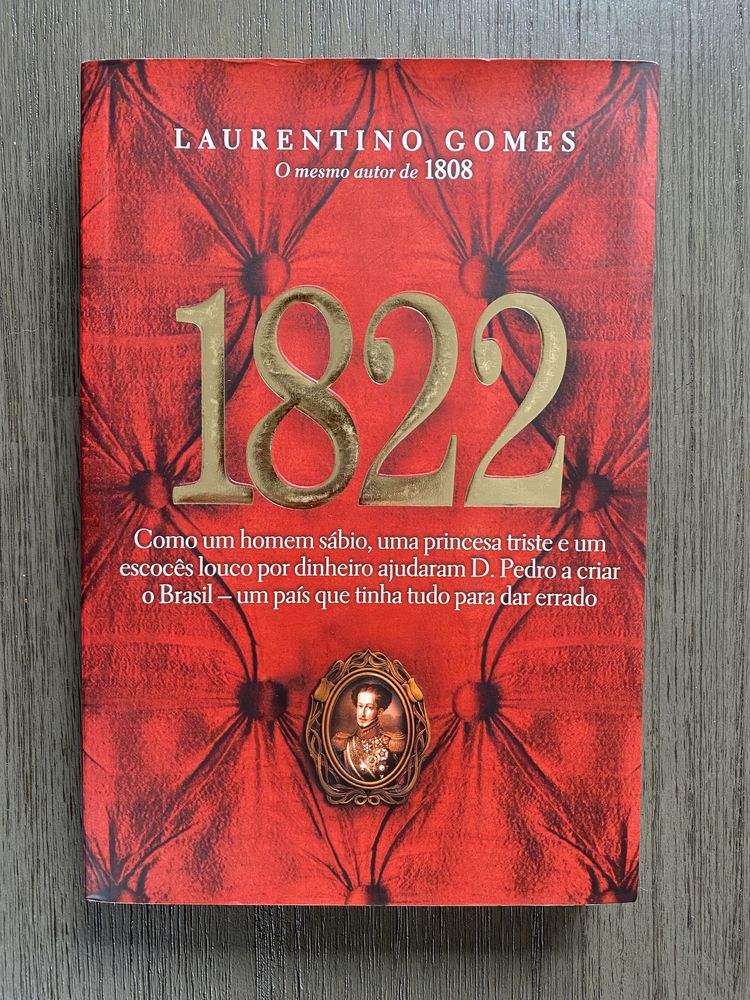 LAURENTINO GOMES
O mesmo autor de 1808
1822
Como um homem sábio, uma princesa triste e um
escocês louco por dinheiro ajudaram D. Pedro a criar
o Brasil – um país que tinha tudo para dar errado